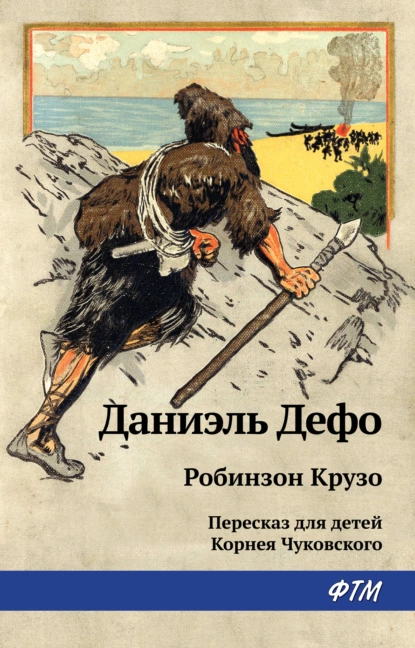 Даниэль Дефо
Робинзон Крузо
Пересказ для детей
Корнея Чуковского
ФТМ